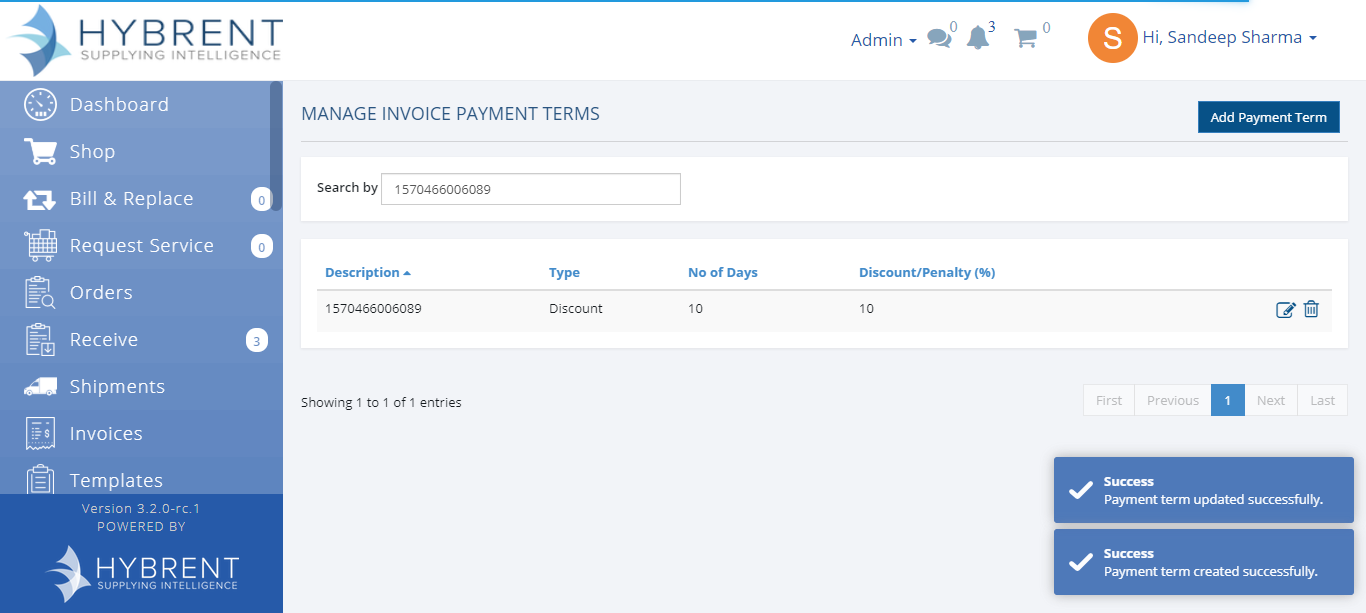 HYBRENT
SUPPLYING INTELLIGENCE
Admin
0
3
0
S
Hi, Sandeep Sharma
Dashboard
Shop
Bill & Replace
0
Request Service
0
Orders
Receive
3
Shipments
Invoices
Templates
Version 3.2.0-rc.1
POWERED BY
HYBRENT
SUPPLYING INTELLIGENCE
MANAGE INVOICE PAYMENT TERMS
Add Payment Term
Search by 1570466006089
Description Type No of Days Discount/Penalty (%)
1570466006089 Discount 10 10
Showing 1 to 1 of 1 entries
First Previous 1 Next Last
Success
Payment term updated successfully.
Success
Payment term created successfully.